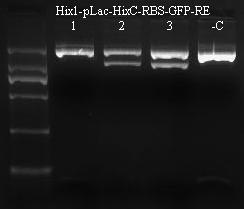 Hix1-pLac-HixC-RBS-GFP-RE
1 2 3 -C